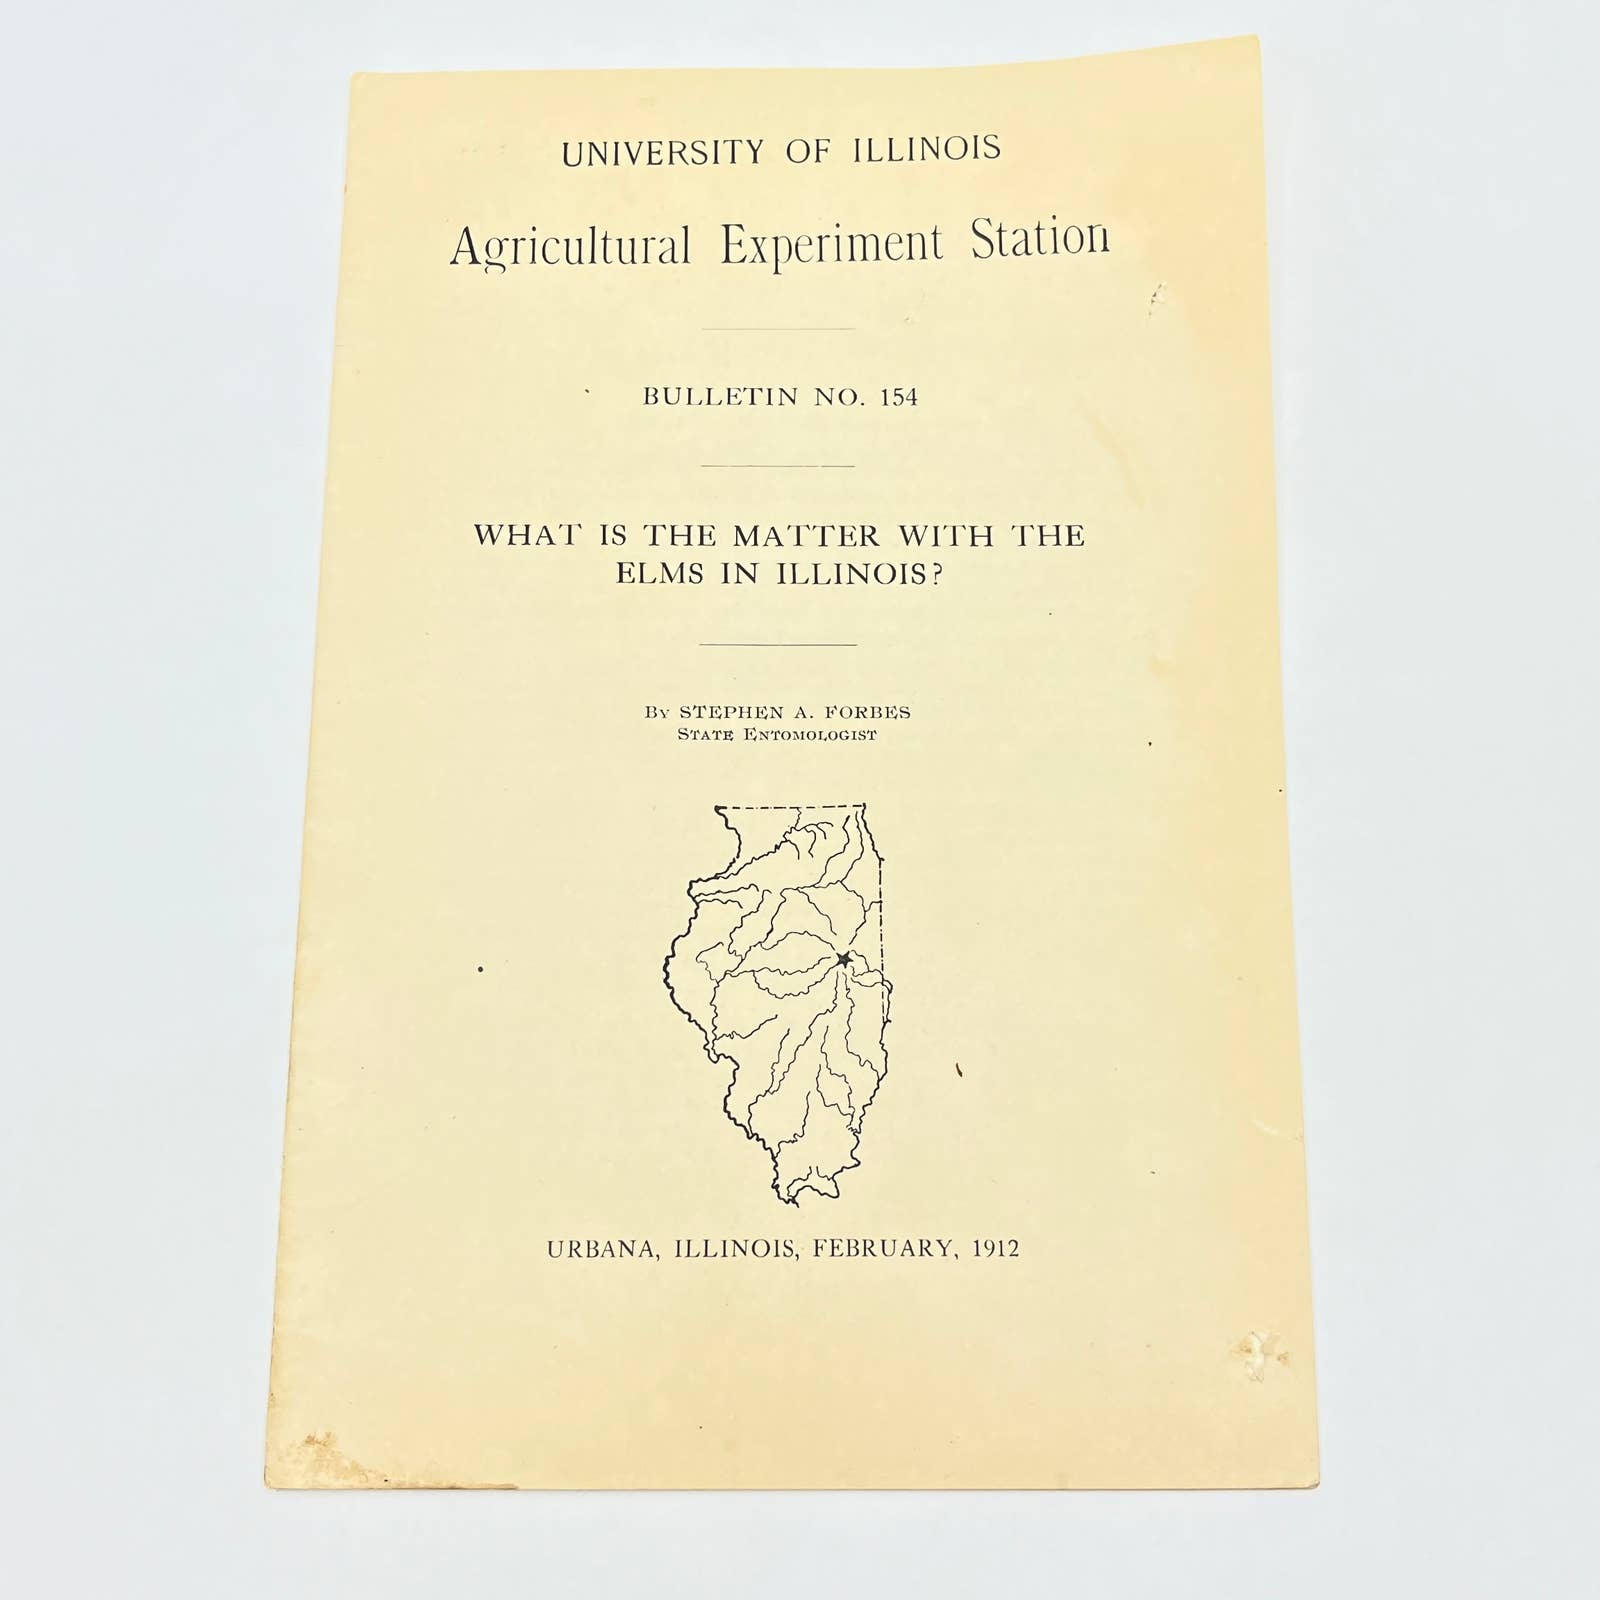 UNIVERSITY OF ILLINOIS
Agricultural Experiment Station
BULLETIN NO. 154
WHAT IS THE MATTER WITH THE
ELMS IN ILLINOIS?
By STEPHEN A. FORBES
STATE ENTOMOLOGIST
URBANA, ILLINOIS, FEBRUARY, 1912